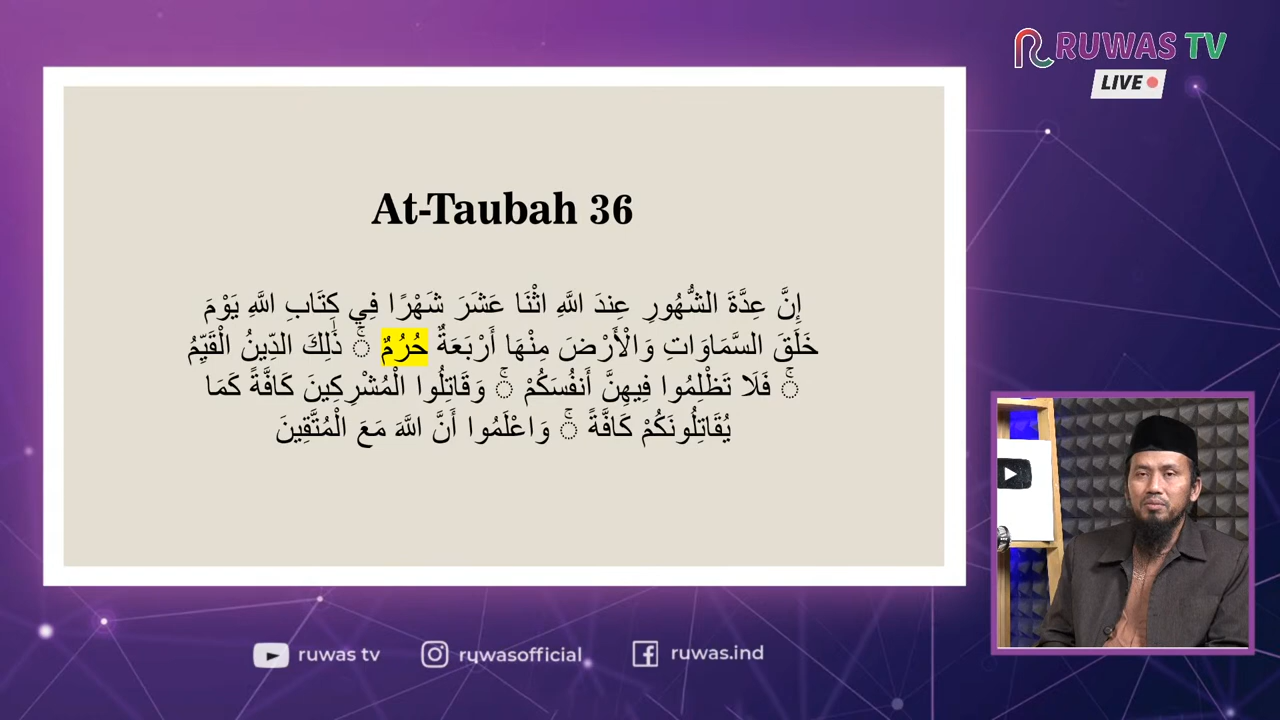 RUWAS TV
LIVE
At-Taubah 36
إِنَّ عِدَّةَ الشُّهُورِ عِندَ اللَّهِ اثْنَا عَشَرَ شَهْرًا فِي كِتَابِ اللَّهِ يَوْمَ
خَلَقَ السَّمَاوَاتِ وَالْأَرْضَ مِنْهَا أَرْبَعَةٌ حُرُمٌ ۚ ذَٰلِكَ الدِّينُ الْقَيِّمُ
ۚ فَلَا تَظْلِمُوا فِيهِنَّ أَنفُسَكُمْ ۚ وَقَاتِلُوا الْمُشْرِكِينَ كَافَّةً كَمَا
يُقَاتِلُونَكُمْ كَافَّةً ۚ وَاعْلَمُوا أَنَّ اللَّهَ مَعَ الْمُتَّقِينَ
ruwas tv
ruwasofficial
ruwas.ind